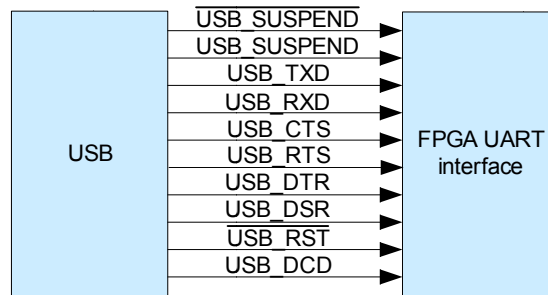 USB_SUSPEND
USB_SUSPEND
USB_TXD
USB_RXD
USB_CTS
USB_RTS
USB_DTR
USB_DSR
USB_RST
USB_DCD
USB
FPGA UART
interface